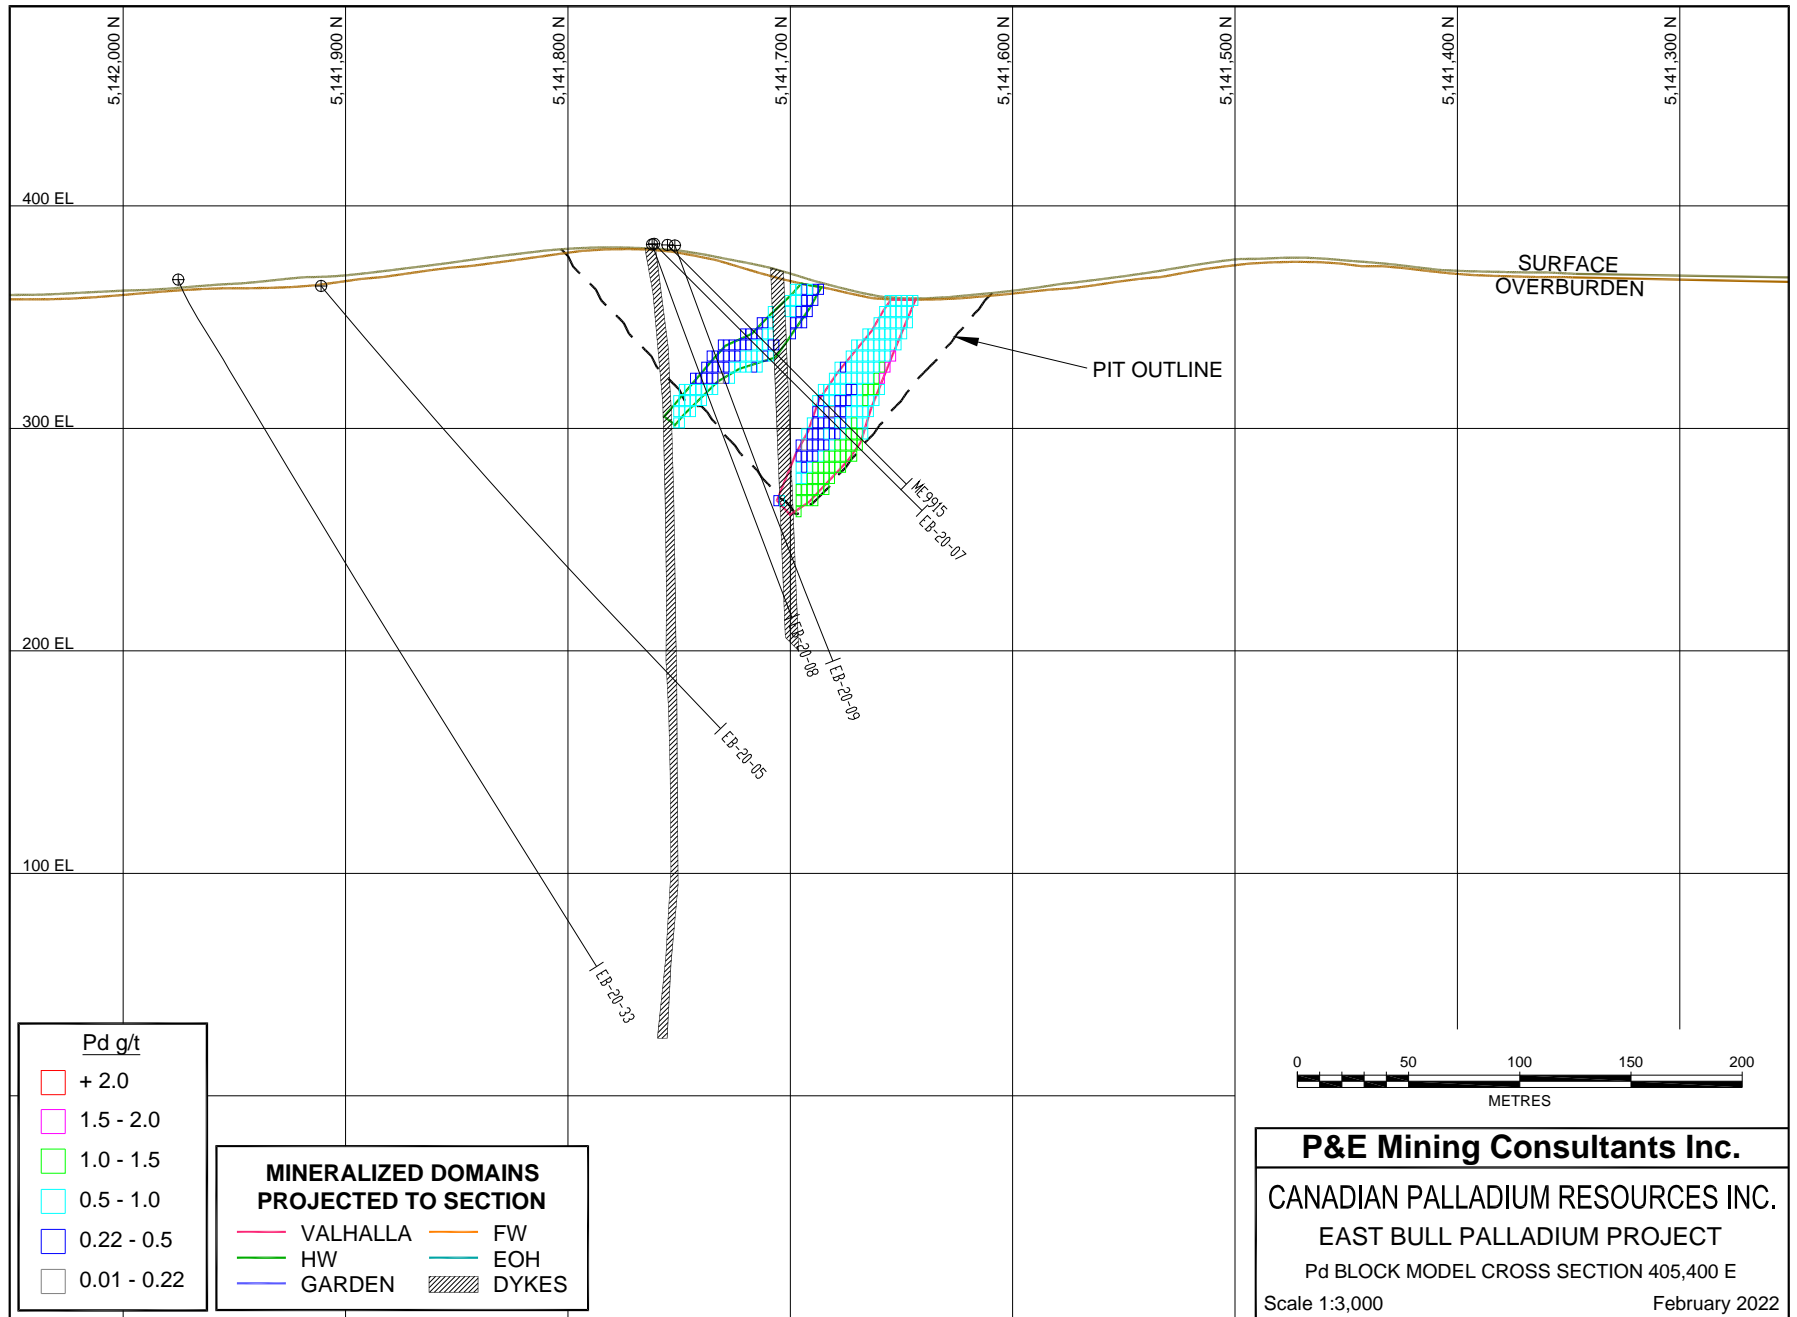 5,142,000 N
5,141,900 N
5,141,800 N
5,141,700 N
5,141,600 N
5,141,500 N
5,141,400 N
5,141,300 N
400 EL
SURFACE
OVERBURDEN
PIT OUTLINE
300 EL
ME9915
EB-20-07
EB-20-08
200 EL
EB-20-09
EB-20-05
100 EL
EB-20-33
Pd g/t
+ 2.0
1.5 - 2.0
1.0 - 1.5
0.5 - 1.0
0.22 - 0.5
0.01 - 0.22
MINERALIZED DOMAINS
PROJECTED TO SECTION
VALHALLA FW
HW EOH
GARDEN DYKES
0 50 100 150 200
METRES
P&E Mining Consultants Inc.
CANADIAN PALLADIUM RESOURCES INC.
EAST BULL PALLADIUM PROJECT
Pd BLOCK MODEL CROSS SECTION 405,400 E
Scale 1:3,000 February 2022